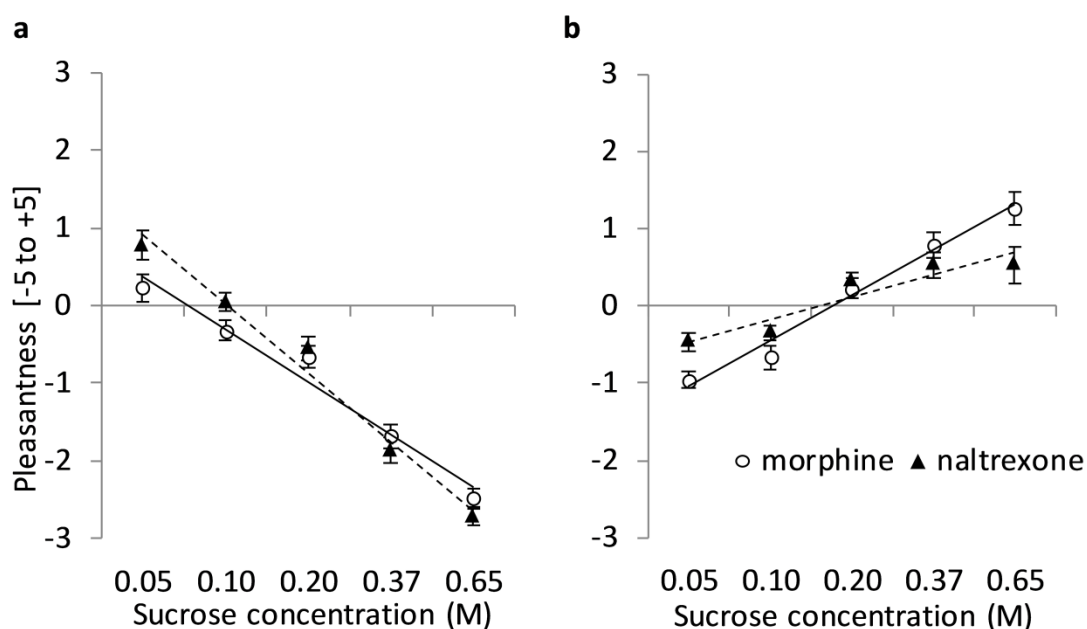 a
b
Pleasantness [-5 to +5]
3
2
1
0
-1
-2
-3
0.05 0.10 0.20 0.37 0.65
Sucrose concentration (M)
3
2
1
0
-1
-2
-3
morphine naltrexone
0.05 0.10 0.20 0.37 0.65
Sucrose concentration (M)